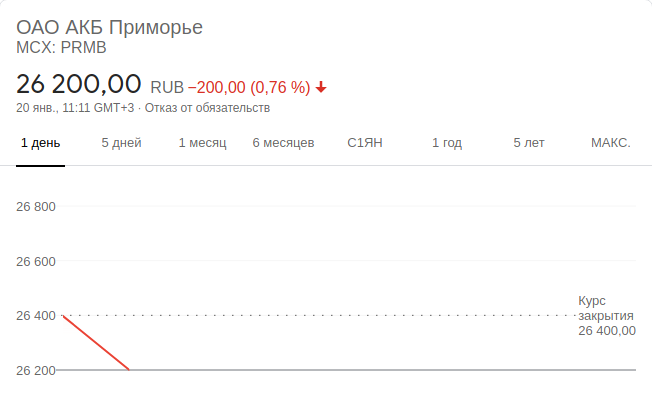 ОАО АКБ Приморье
MCX: PRMB
26 200,00 RUB −200,00 (0,76 %)
20 янв., 11:11 GMT+3 · Отказ от обязательств
1 день 5 дней 1 месяц 6 месяцев С1ЯН 1 год 5 лет МАКС.
26 800
26 600
26 400
Курс
закрытия
26 400,00
26 200